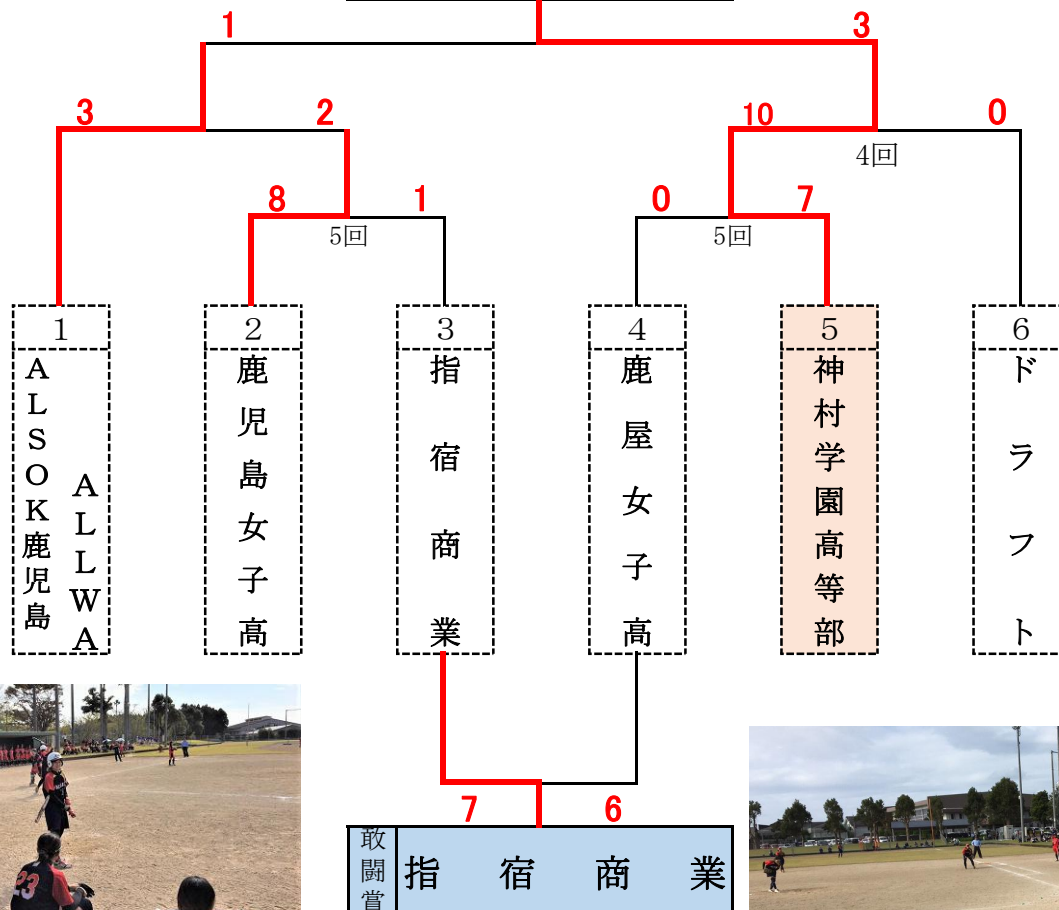 1 3
3 2 10 0
4回
8 1 0 7
5回 5回
1 2 3 4 5 6
ALSOK鹿児島
ALLWA
鹿児島女子高
指宿商業
鹿屋女子高
神村学園高等部
ドラフト
7 6
敢闘賞
指宿商業
23